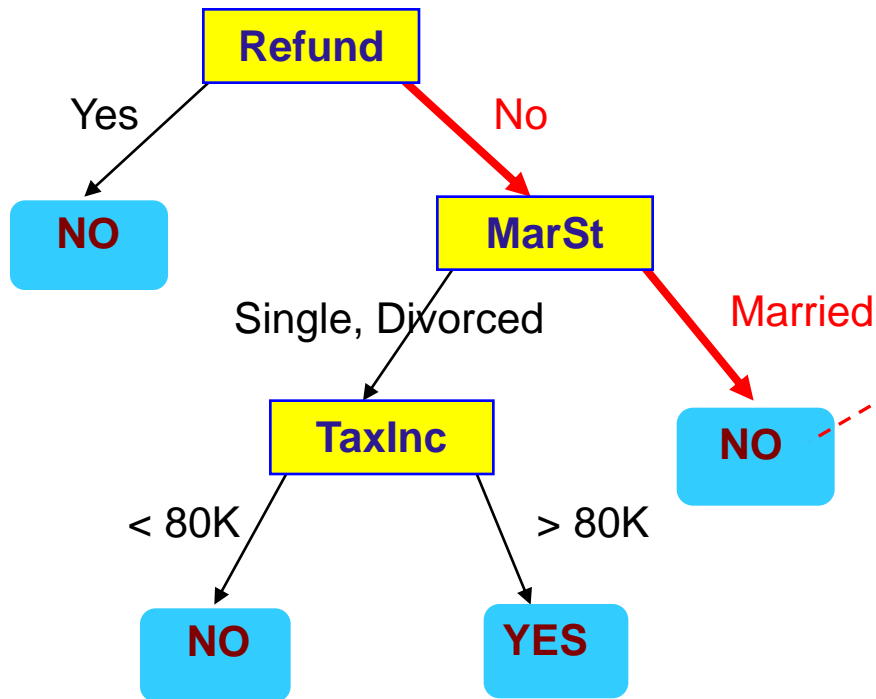 Refund
Yes
No
NO
MarSt
Single, Divorced
Married
TaxInc
NO
< 80K
> 80K
NO
YES